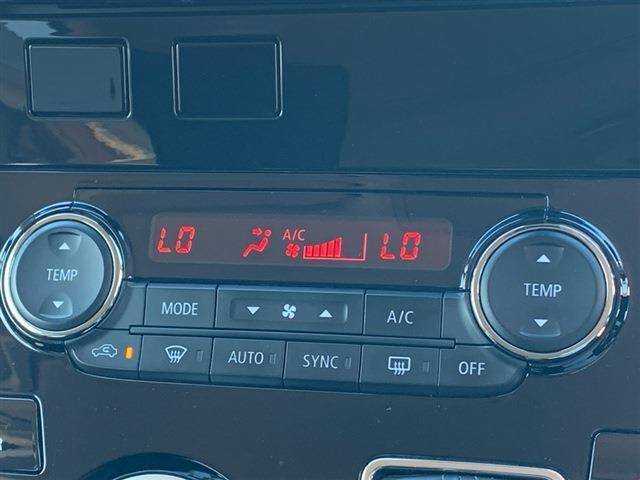 LO A/C LO
TEMP
TEMP
MODE A/C
AUTO SYNC OFF